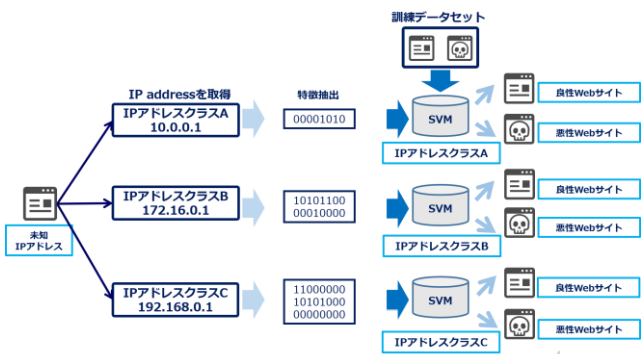 訓練データセット
IP addressを取得
特徴抽出
IPアドレスクラスA
10.0.0.1
00001010
SVM
良性Webサイト
悪性Webサイト
IPアドレスクラスA
IPアドレスクラスB
172.16.0.1
10101100
00010000
SVM
良性Webサイト
悪性Webサイト
IPアドレスクラスB
未知
IPアドレス
IPアドレスクラスC
192.168.0.1
11000000
10101000
00000000
SVM
良性Webサイト
悪性Webサイト
IPアドレスクラスC